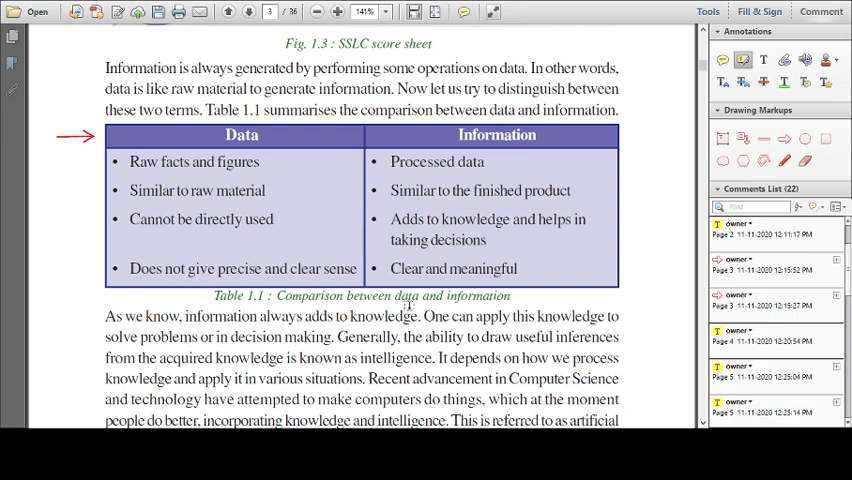 Open 3 / 36 141% Tools Fill & Sign Comment
Fig. 1.3 : SSLC score sheet
Information is always generated by performing some operations on data. In other words,
data is like raw material to generate information. Now let us try to distinguish between
these two terms. Table 1.1 summarises the comparison between data and information.
Data Information
• Raw facts and figures • Processed data
• Similar to raw material • Similar to the finished product
• Cannot be directly used • Adds to knowledge and helps in
taking decisions
• Does not give precise and clear sense • Clear and meaningful
Table 1.1 : Comparison between data and information
As we know, information always adds to knowledge. One can apply this knowledge to
solve problems or in decision making. Generally, the ability to draw useful inferences
from the acquired knowledge is known as intelligence. It depends on how we process
knowledge and apply it in various situations. Recent advancement in Computer Science
and technology have attempted to make computers do things, which at the moment
people do better, incorporating knowledge and intelligence. This is referred to as artificial
Annotations
Drawing Markups
Comments List (22)
Find
owner
Page 2 11-11-2020 12:11:17 PM
owner
Page 3 11-11-2020 12:15:52 PM
owner
Page 3 11-11-2020 12:15:27 PM
owner
Page 4 11-11-2020 12:20:54 PM
owner
Page 5 11-11-2020 12:25:04 PM
owner
Page 5 11-11-2020 12:25:14 PM